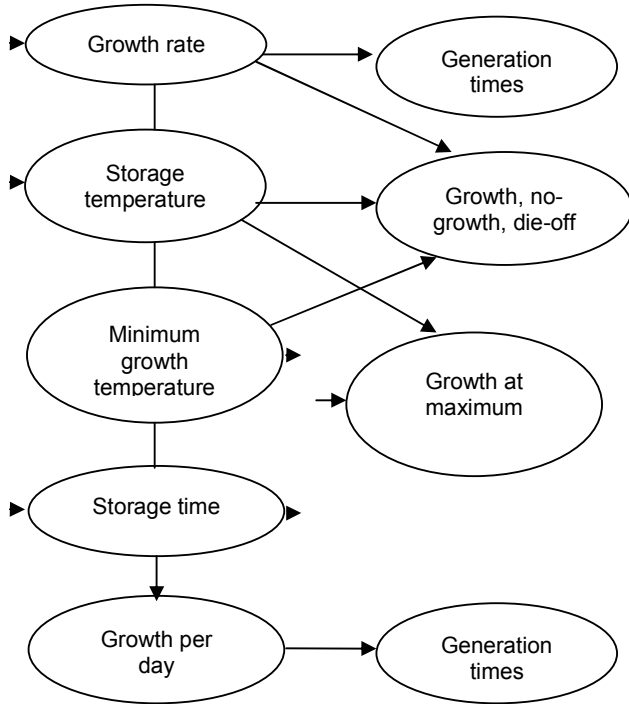 Growth rate
Generation
times
Storage
temperature
Growth, no-
growth, die-off
Minimum
growth
temperature
Growth at
maximum
Storage time
Growth per
day
Generation
times